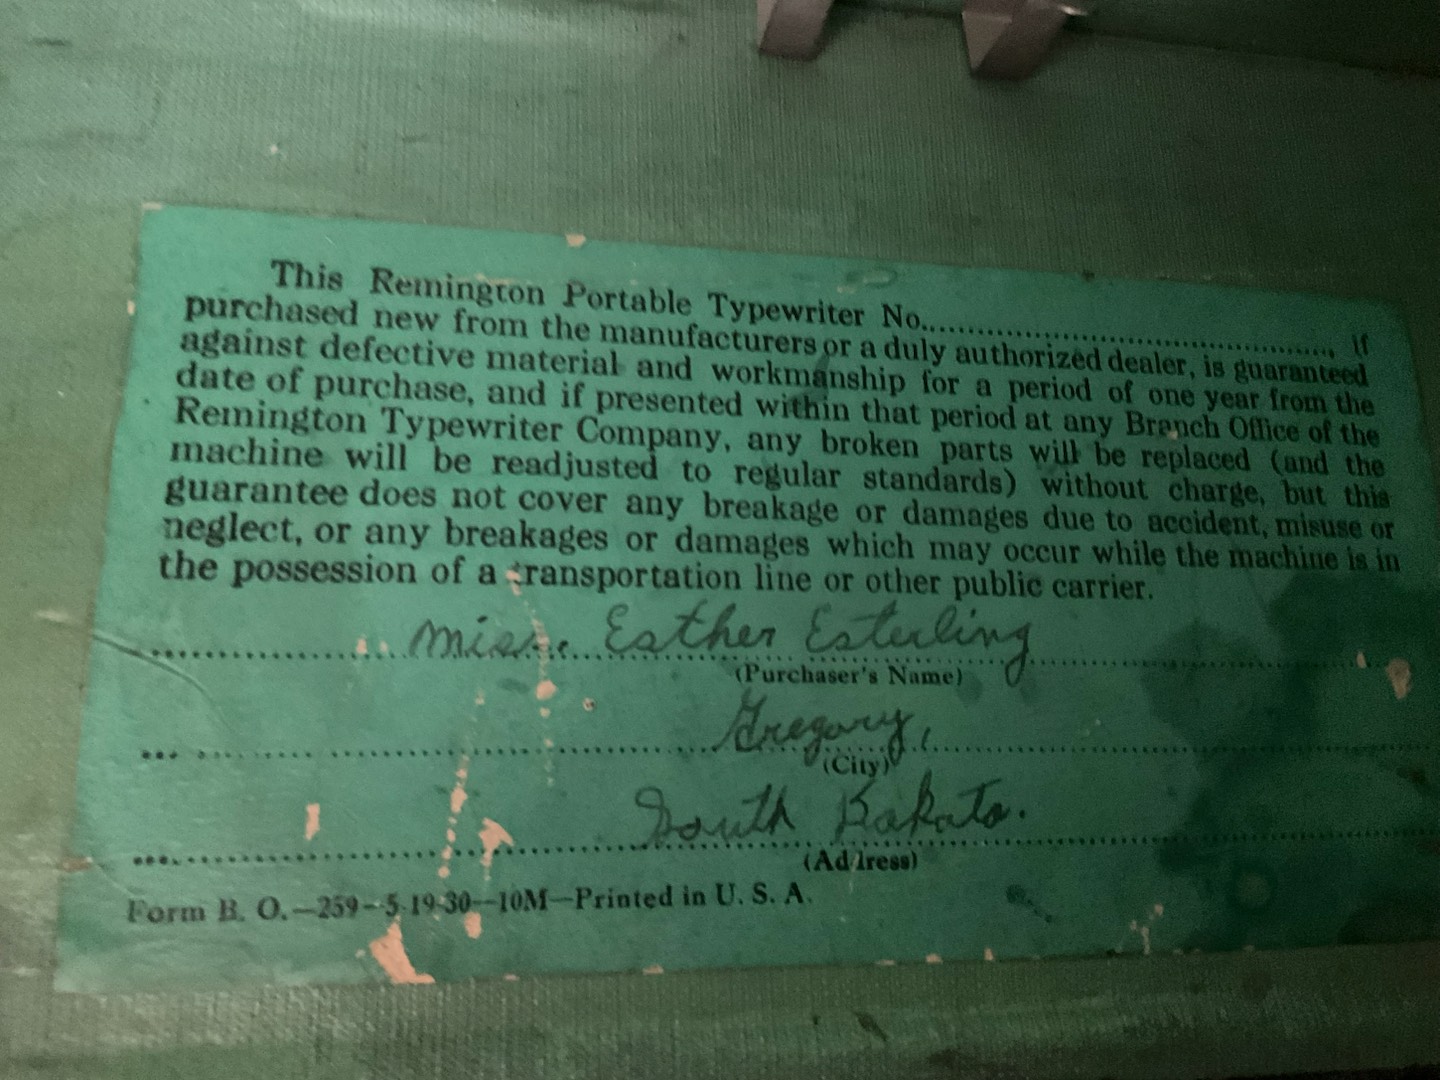 This Remington Portable Typewriter No............................................., if
purchased new from the manufacturers or a duly authorized dealer, is guaranteed
against defective material and workmanship for a period of one year from the
date of purchase, and if presented within that period at any Branch Office of the
Remington Typewriter Company, any broken parts will be replaced (and the
machine will be readjusted to regular standards) without charge, but this
guarantee does not cover any breakage or damages due to accident, misuse or
neglect, or any breakages or damages which may occur while the machine is in
the possession of a transportation line or other public carrier.
Miss. Esther Esterling
(Purchaser's Name)
Gregory,
(City)
South Dakota.
(Address)
Form B. O.—259—5-19-30—10M—Printed in U. S. A.